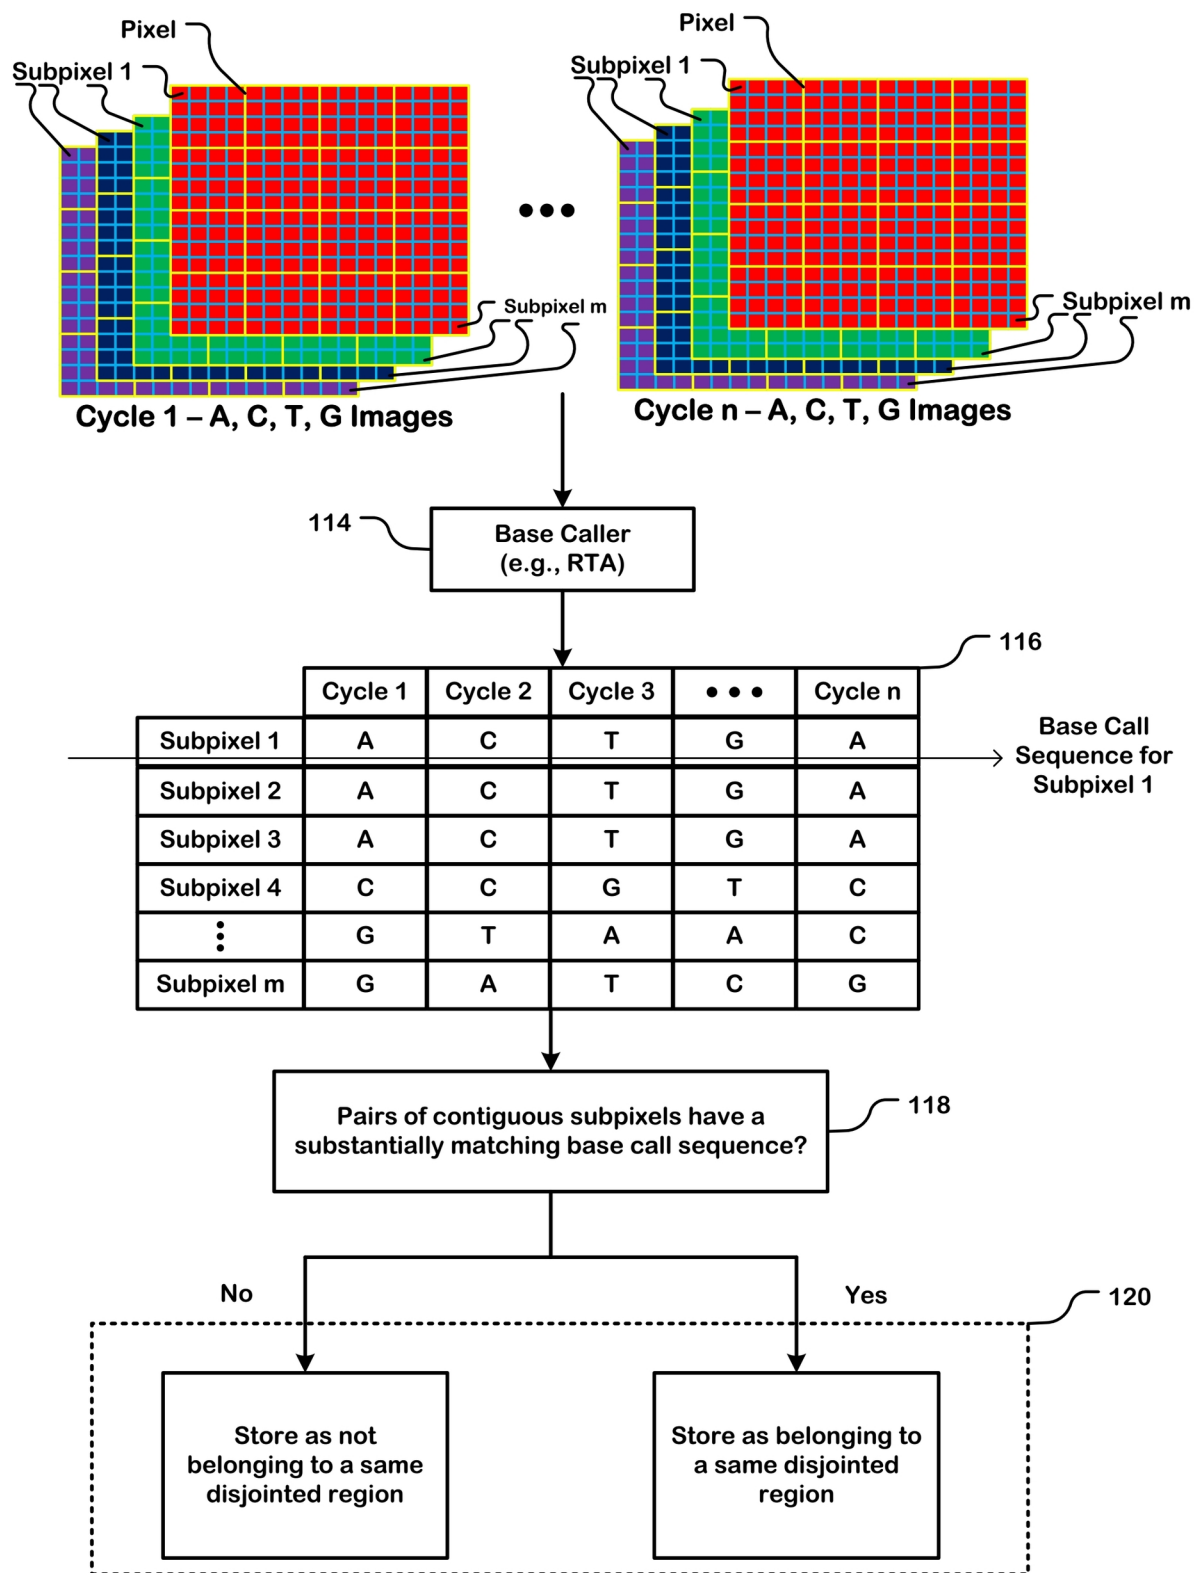 Pixel
Subpixel 1
Subpixel m
Cycle 1 – A, C, T, G Images
Pixel
Subpixel 1
Subpixel m
Cycle n – A, C, T, G Images
114
Base Caller
(e.g., RTA)
116
Cycle 1 Cycle 2 Cycle 3 • • • Cycle n
Subpixel 1 A C T G A
Subpixel 2 A C T G A
Subpixel 3 A C T G A
Subpixel 4 C C G T C
⋮ G T A A C
Subpixel m G A T C G
Base Call
Sequence for
Subpixel 1
Pairs of contiguous subpixels have a
substantially matching base call sequence?
118
No
Yes
120
Store as not
belonging to a same
disjointed region
Store as belonging to
a same disjointed
region